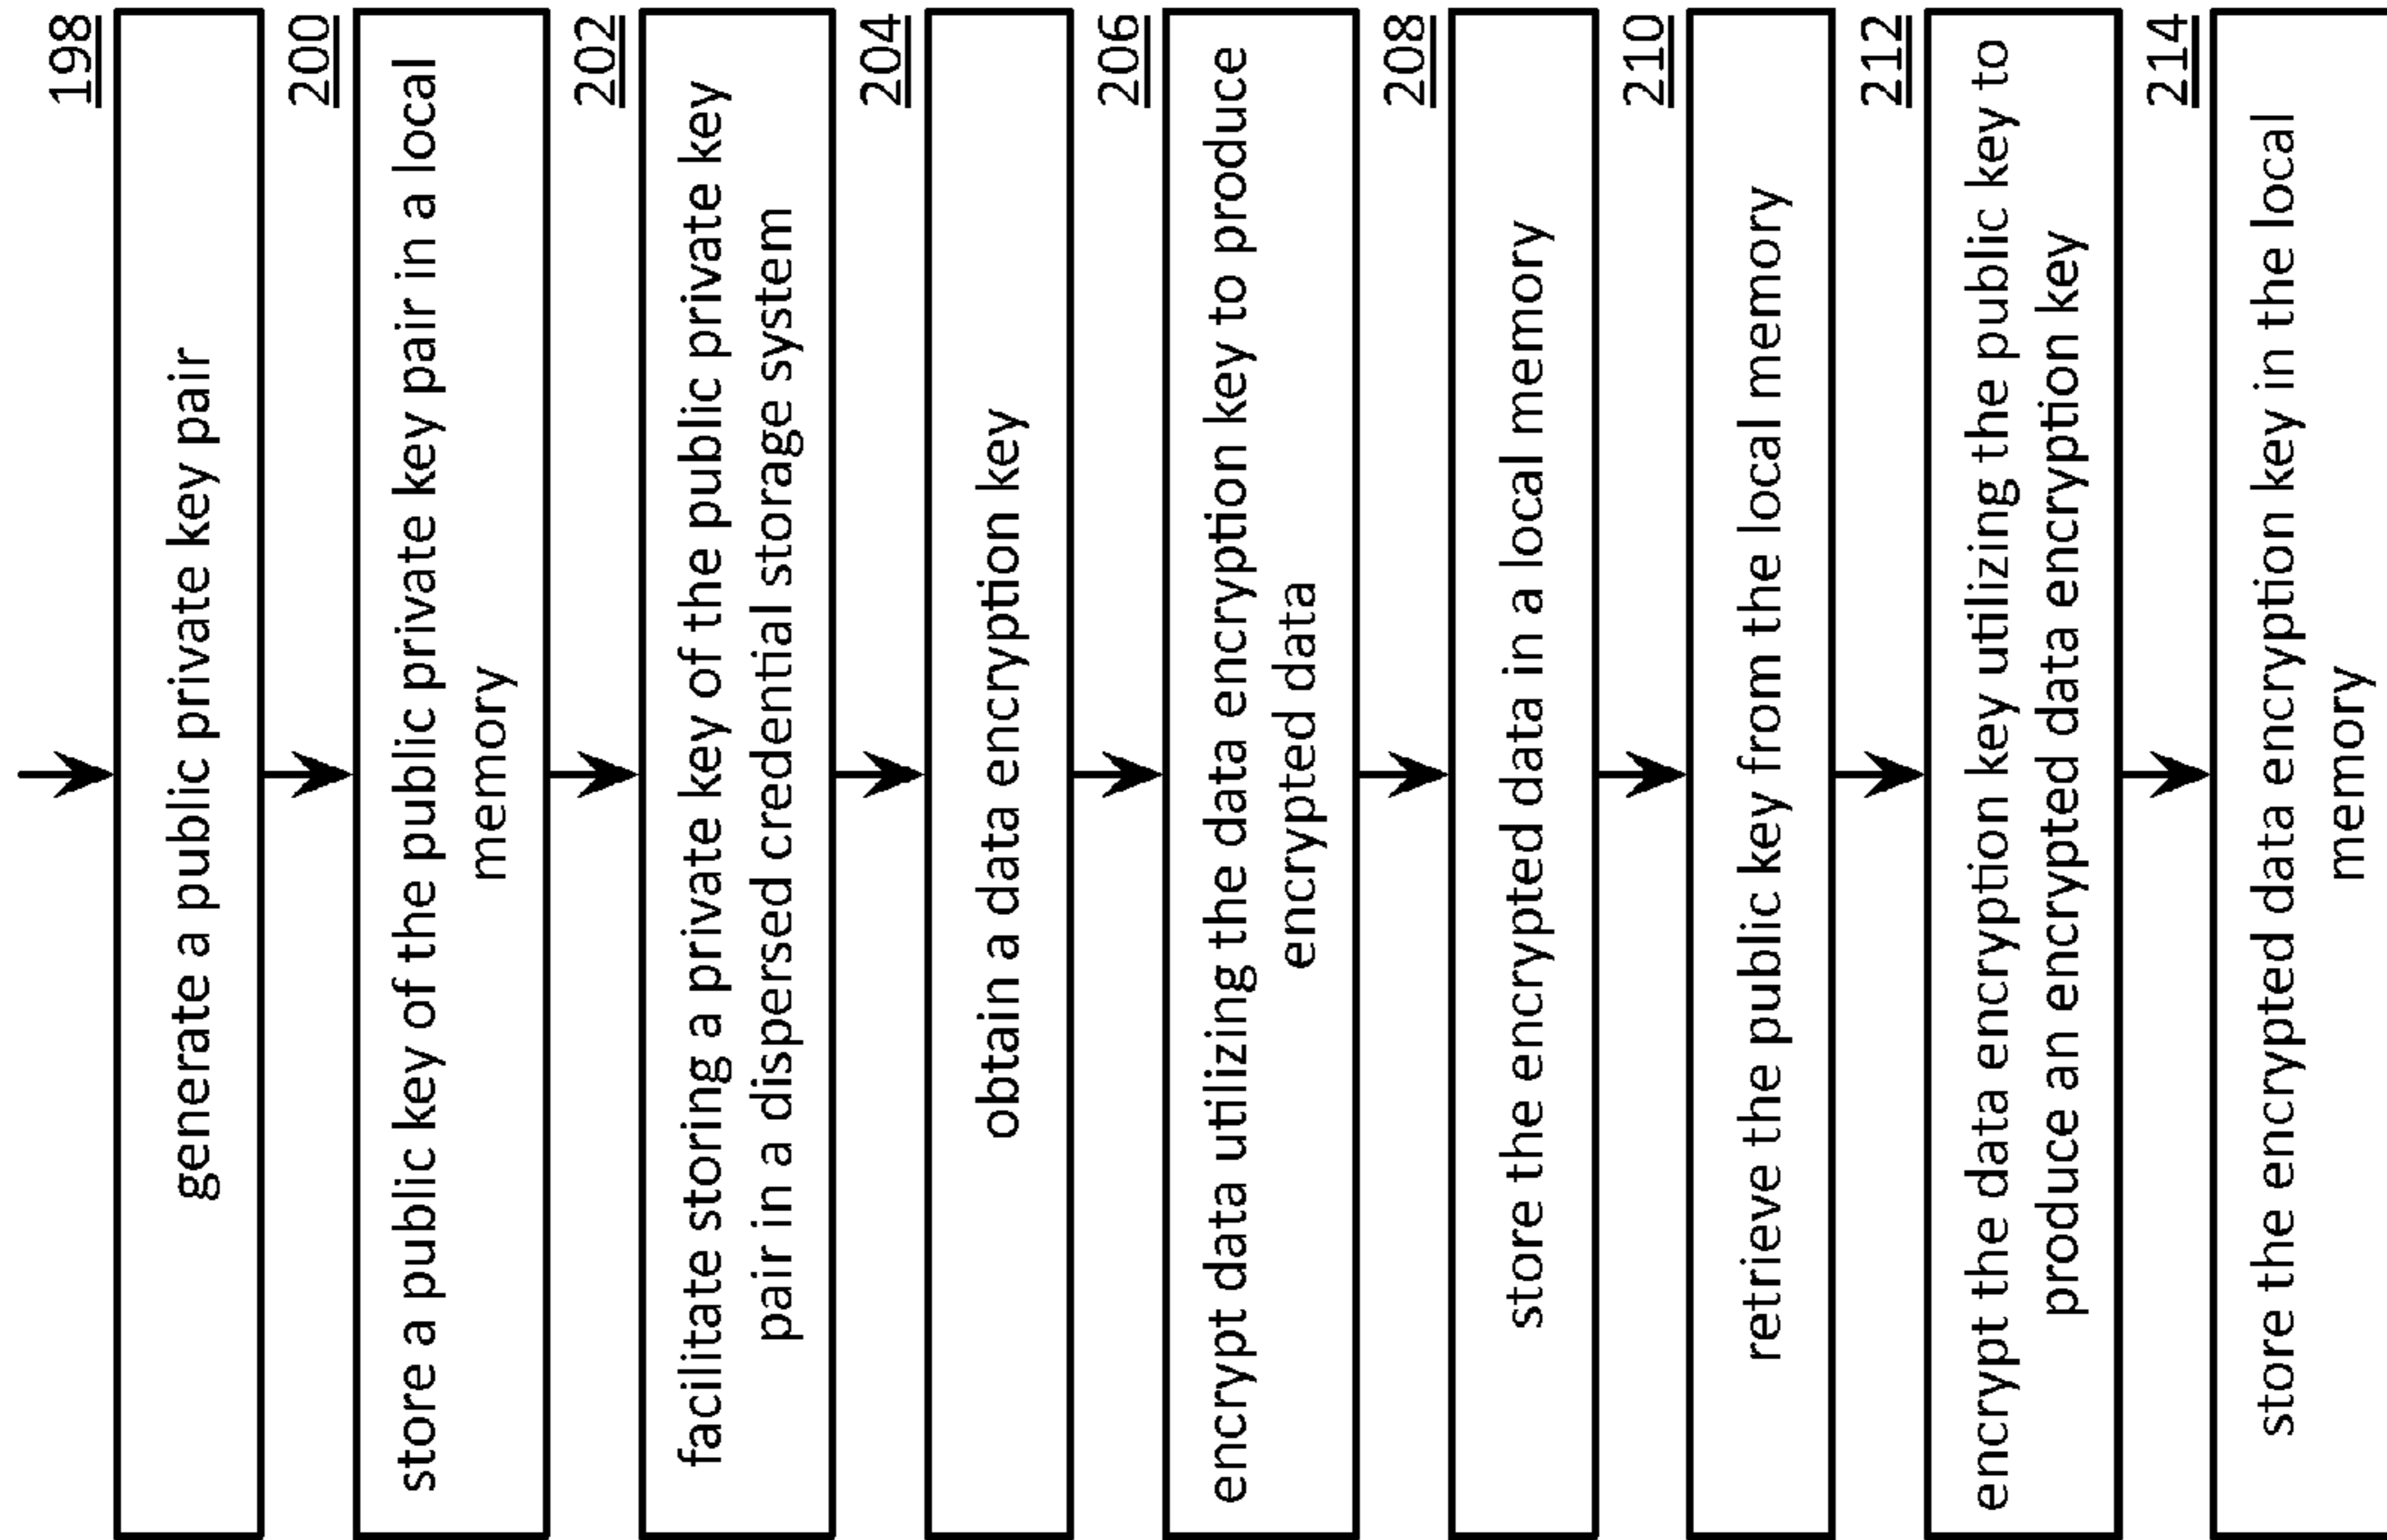 198
generate a public private key pair
200
store a public key of the public private key pair in a local
memory
202
facilitate storing a private key of the public private key
pair in a dispersed credential storage system
204
obtain a data encryption key
206
encrypt data utilizing the data encryption key to produce
encrypted data
208
store the encrypted data in a local memory
210
retrieve the public key from the local memory
212
encrypt the data encryption key utilizing the public key to
produce an encrypted data encryption key
214
store the encrypted data encryption key in the local
memory